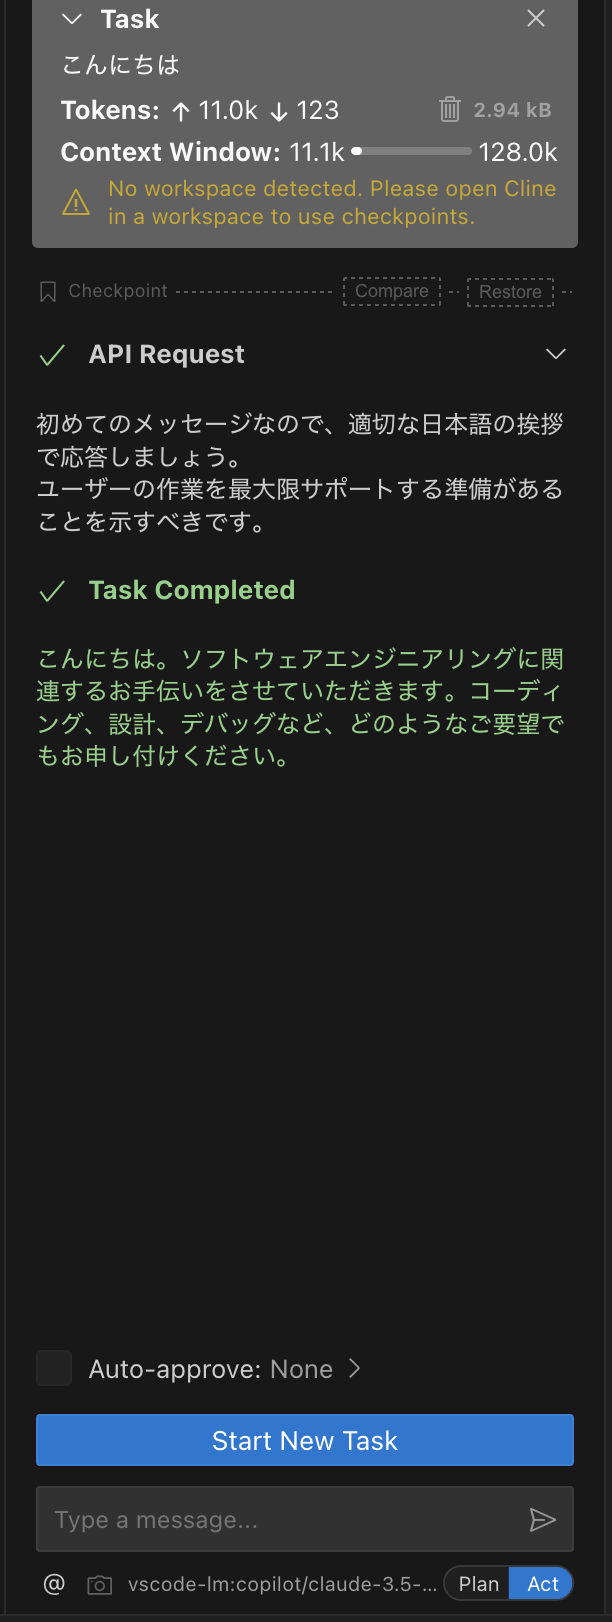 Task
こんにちは
Tokens: ↑ 11.0k ↓ 123 2.94 kB
Context Window: 11.1k 128.0k
No workspace detected. Please open Cline
in a workspace to use checkpoints.
Checkpoint Compare Restore
API Request
初めてのメッセージなので、適切な日本語の挨拶
で応答しましょう。
ユーザーの作業を最大限サポートする準備がある
ことを示すべきです。
Task Completed
こんにちは。ソフトウェアエンジニアリングに関
連するお手伝いをさせていただきます。コーディ
ング、設計、デバッグなど、どのようなご要望で
もお申し付けください。
Auto-approve: None
Start New Task
Type a message...
@ vscode-lm:copilot/claude-3.5-... Plan Act